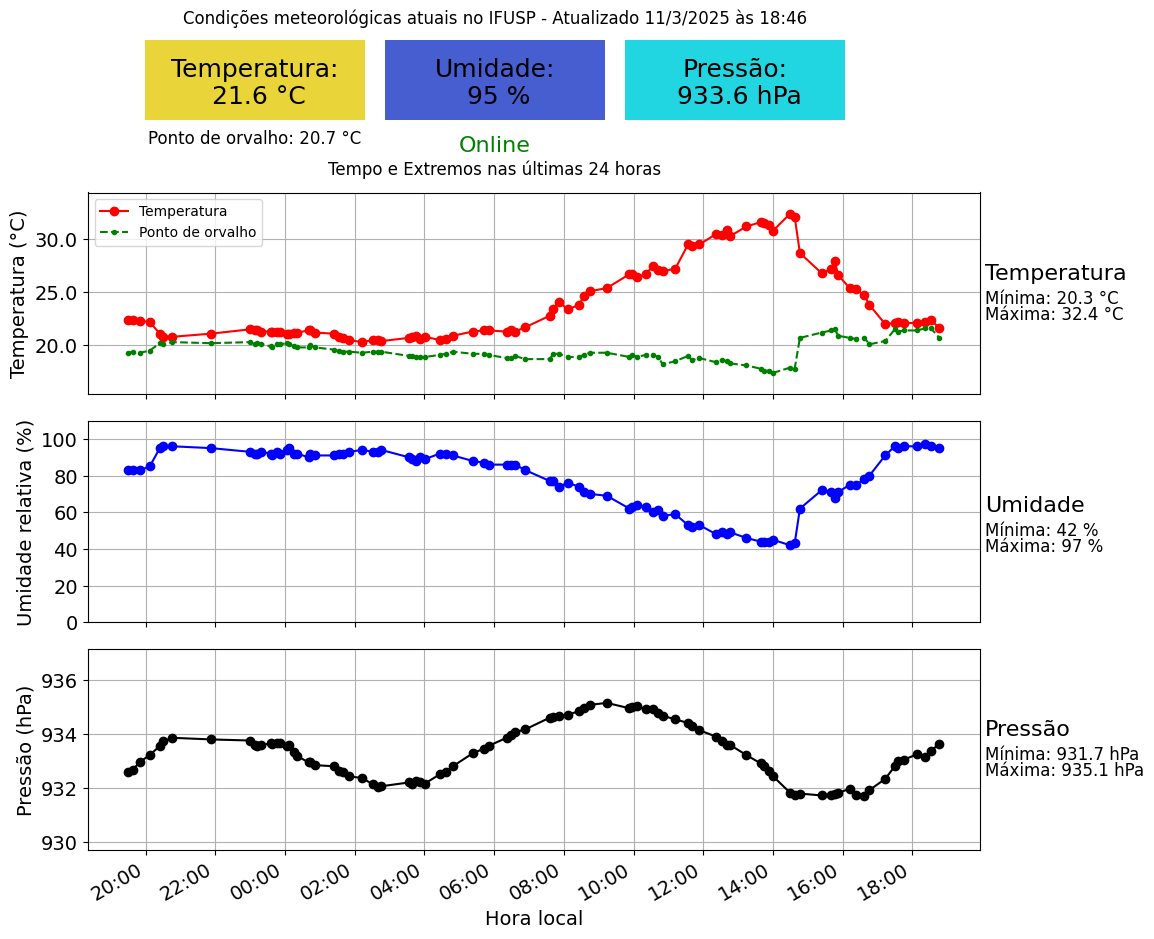 Condições meteorológicas atuais no IFUSP - Atualizado 11/3/2025 às 18:46
Temperatura:
21.6 °C
Umidade:
95 %
Pressão:
933.6 hPa
Ponto de orvalho: 20.7 °C
Online
Tempo e Extremos nas últimas 24 horas
Temperatura (°C)
30.0
25.0
20.0
Temperatura
Ponto de orvalho
Temperatura
Mínima: 20.3 °C
Máxima: 32.4 °C
Umidade relativa (%)
100
80
60
40
20
0
Umidade
Mínima: 42 %
Máxima: 97 %
Pressão (hPa)
936
934
932
930
Pressão
Mínima: 931.7 hPa
Máxima: 935.1 hPa
20:00 22:00 00:00 02:00 04:00 06:00 08:00 10:00 12:00 14:00 16:00 18:00
Hora local